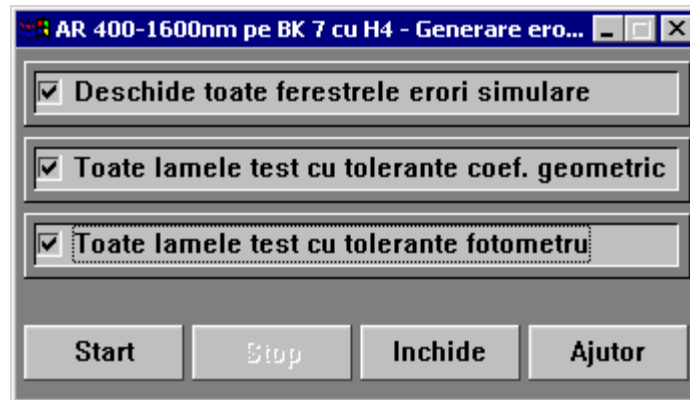 AR 400-1600nm pe BK 7 cu H4 - Generare ero...
Deschide toate ferestrele erori simulare
Toate lamele test cu tolerante coef. geometric
Toate lamele test cu tolerante fotometru
Start Stop Inchide Ajutor